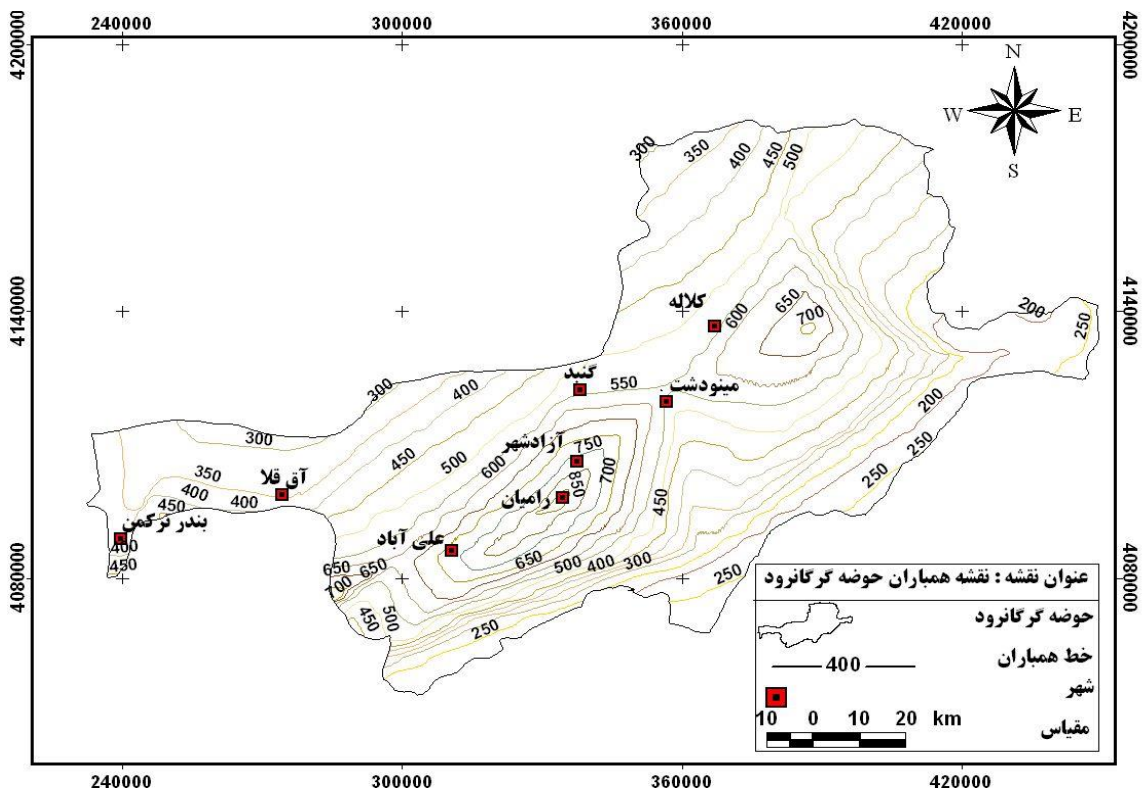 240000 300000 360000 420000
4200000 4200000
N
W E
S
300 350 400 450 500
کلاله
600 650 700
4140000 4140000
200 250
گنبد
550
مینودشت
300 400
آزادشهر
750
200
300
450 500 600
850 700
250
350
آق قلا
رامیان
450
250
400 400
450
بندر ترکمن
علی آباد
400
450
650 500 400 300
650 650
700
250
4080000 4080000
450 500
250
عنوان نقشه : نقشه همباران حوضه گرگانرود
حوضه گرگانرود
خط همباران
400
شهر
10 0 10 20 km
مقیاس
240000 300000 360000 420000